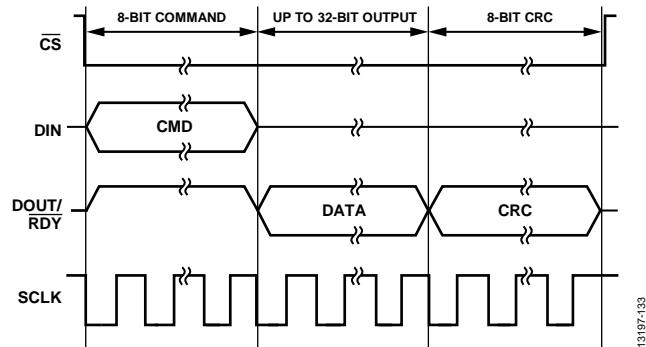 8-BIT COMMAND UP TO 32-BIT OUTPUT 8-BIT CRC
CS
DIN
CMD
DOUT/
RDY
DATA
CRC
SCLK
13197-133